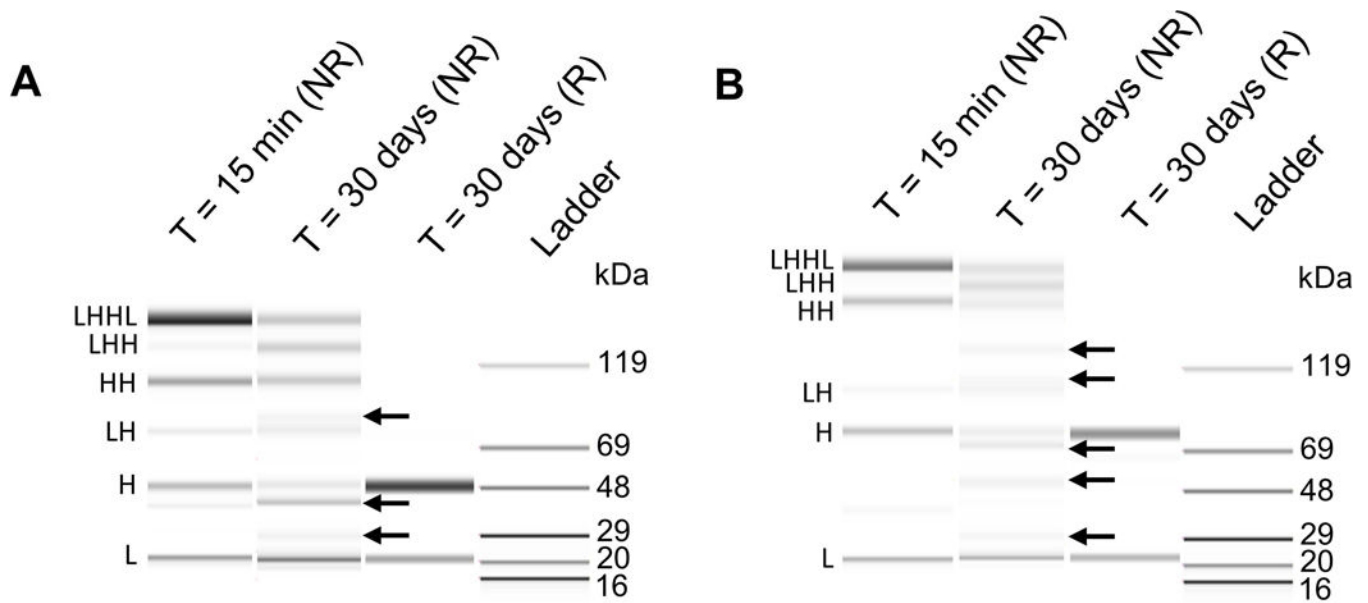 A
T = 15 min (NR)
T = 30 days (NR)
T = 30 days (R)
Ladder
kDa
LHHL
LHH
HH
LH
H
L
119
69
48
29
20
16
B
T = 15 min (NR)
T = 30 days (NR)
T = 30 days (R)
Ladder
kDa
LHHL
LHH
HH
LH
H
L
119
69
48
29
20
16